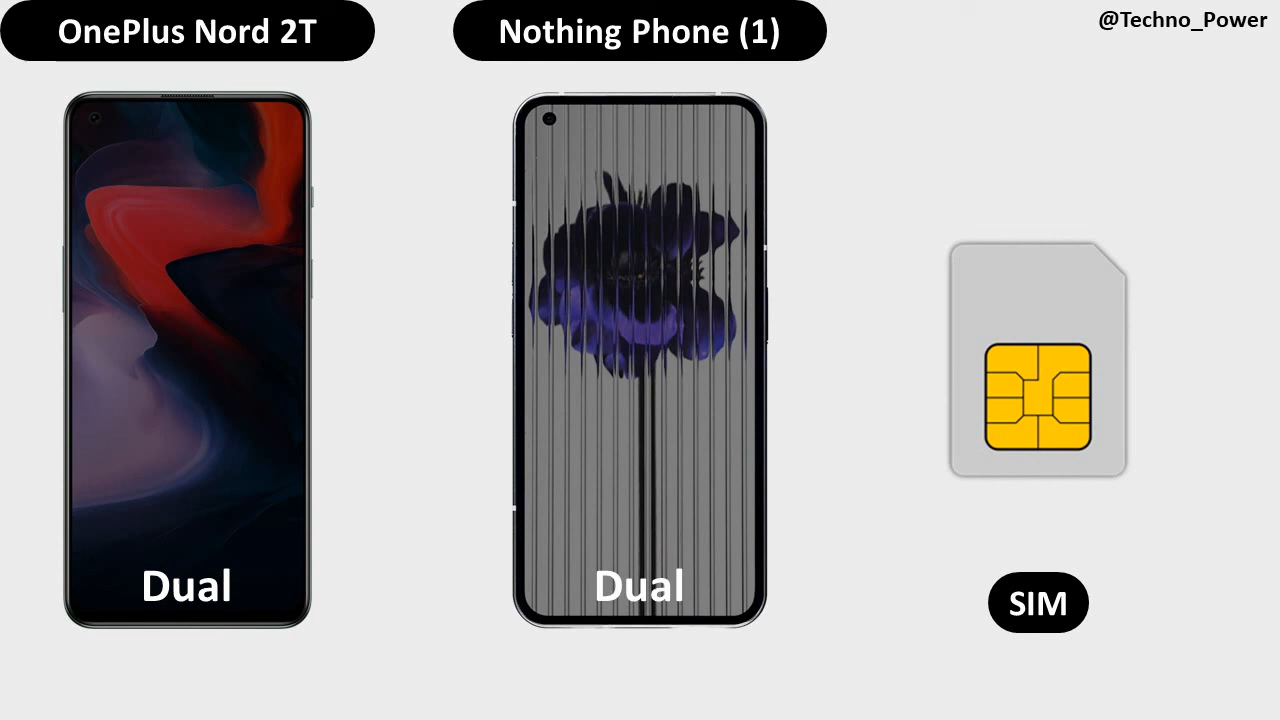 OnePlus Nord 2T
Nothing Phone (1)
@Techno_Power
Dual
Dual
SIM